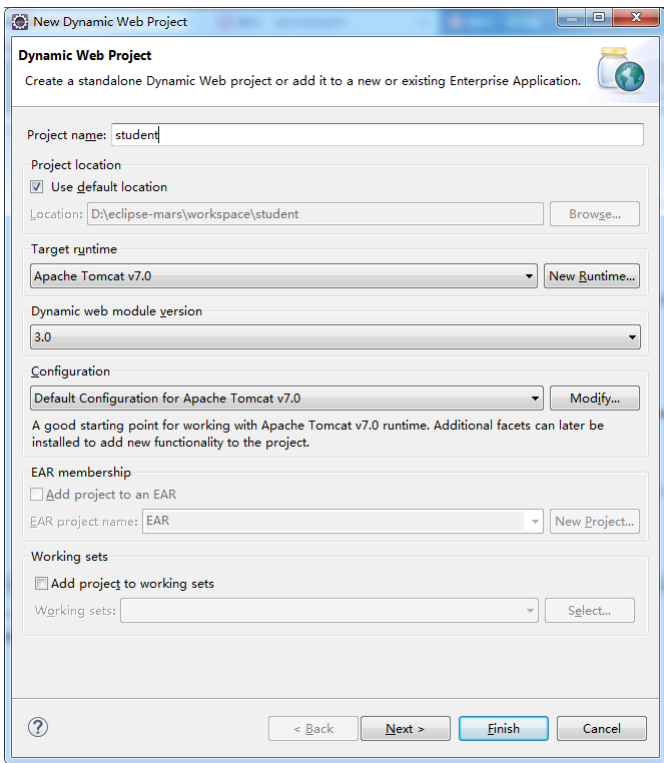 New Dynamic Web Project
Dynamic Web Project
Create a standalone Dynamic Web project or add it to a new or existing Enterprise Application.
Project name: student
Project location
Use default location
Location: D:\eclipse-mars\workspace\student Browse...
Target runtime
Apache Tomcat v7.0 New Runtime...
Dynamic web module version
3.0
Configuration
Default Configuration for Apache Tomcat v7.0 Modify...
A good starting point for working with Apache Tomcat v7.0 runtime. Additional facets can later be
installed to add new functionality to the project.
EAR membership
Add project to an EAR
EAR project name: EAR New Project...
Working sets
Add project to working sets
Working sets: Select...
? < Back Next > Finish Cancel